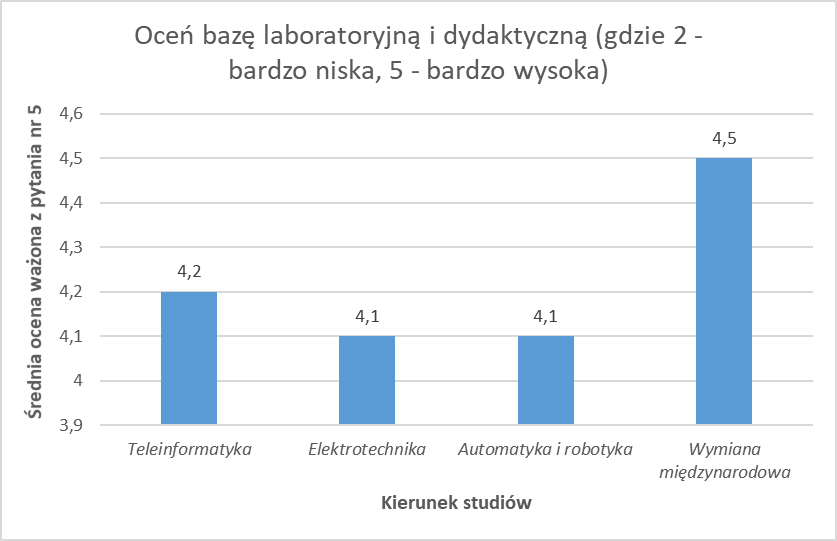 Oceń bazę laboratoryjną i dydaktyczną (gdzie 2 -
bardzo niska, 5 - bardzo wysoka)
Średnia ocena ważona z pytania nr 5
4,6
4,5
4,4
4,3
4,2
4,1
4
3,9
4,2
4,1
4,1
4,5
Teleinformatyka
Elektrotechnika
Automatyka i robotyka
Wymiana
międzynarodowa
Kierunek studiów